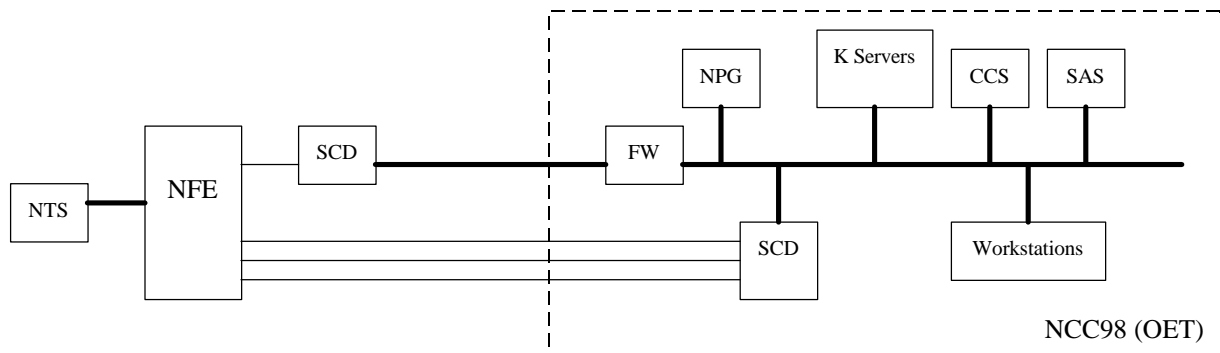 K Servers
NPG
CCS
SAS
SCD
FW
NFE
NTS
SCD
Workstations
NCC98 (OET)